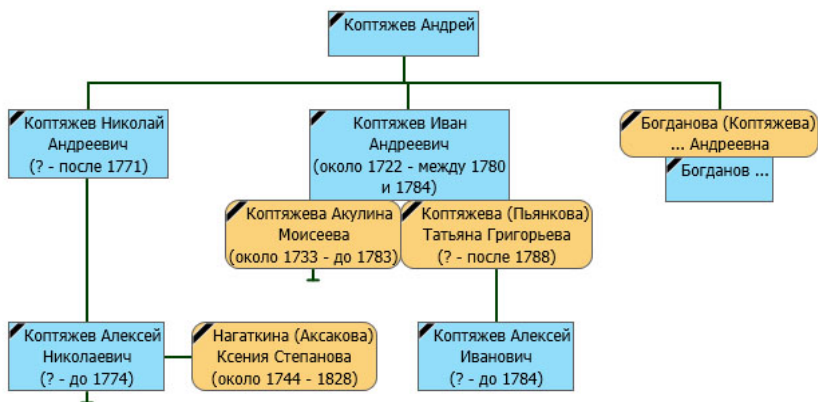 Коптяжев Андрей
Коптяжев Николай
Андреевич
(? - после 1771)
Коптяжев Иван
Андреевич
(около 1722 - между 1780
и 1784)
Богданова (Коптяжева)
... Андреевна
Богданов ...
Коптяжева Акулина
Моисеева
(около 1733 - до 1783)
Коптяжева (Пьянкова)
Татьяна Григорьева
(? - после 1788)
Коптяжев Алексей
Николаевич
(? - до 1774)
Нагаткина (Аксакова)
Ксения Степанова
(около 1744 - 1828)
Коптяжев Алексей
Иванович
(? - до 1784)